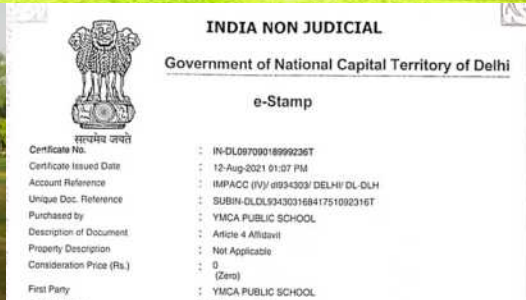 INDIA NON JUDICIAL
Government of National Capital Territory of Delhi
e-Stamp
सत्यमेव जयते
Certificate No. : IN-DL09709018999236T
Certificate Issued Date : 12-Aug-2021 01:07 PM
Account Reference : IMPACC (IV)/ dl934303/ DELHI/ DL-DLH
Unique Doc. Reference : SUBIN-DLDL93430316841751092316T
Purchased by : YMCA PUBLIC SCHOOL
Description of Document : Article 4 Affidavit
Property Description : Not Applicable
Consideration Price (Rs.) : 0
(Zero)
First Party : YMCA PUBLIC SCHOOL